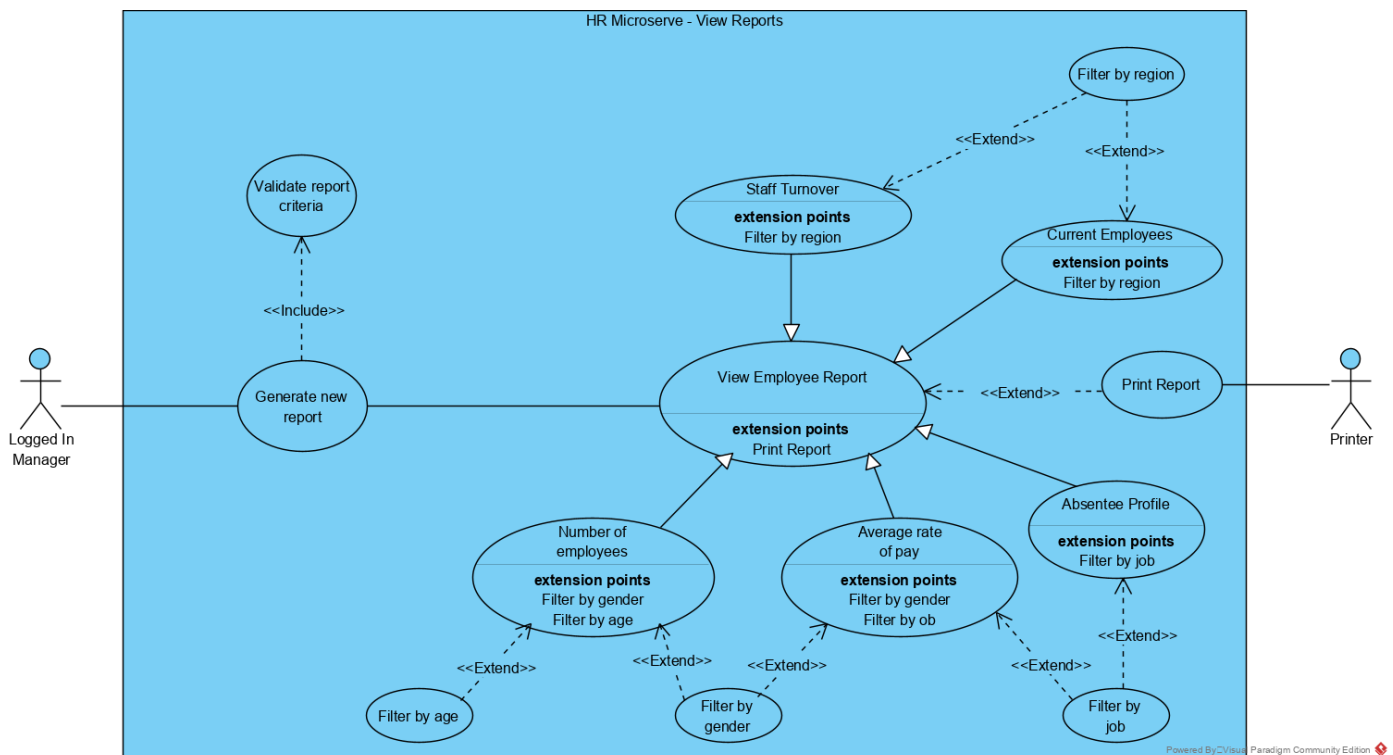 HR Microserve - View Reports
Filter by region
<<Extend>>
<<Extend>>
Validate report
criteria
Staff Turnover
extension points
Filter by region
Current Employees
extension points
Filter by region
<<Include>>
View Employee Report
extension points
Print Report
<<Extend>>
Print Report
Generate new
report
Logged In
Manager
Printer
Number of
employees
extension points
Filter by gender
Filter by age
Average rate
of pay
extension points
Filter by gender
Filter by ob
Absentee Profile
extension points
Filter by job
<<Extend>>
<<Extend>>
<<Extend>>
<<Extend>>
<<Extend>>
Filter by age
Filter by
gender
Filter by
job
Powered By Visual Paradigm Community Edition